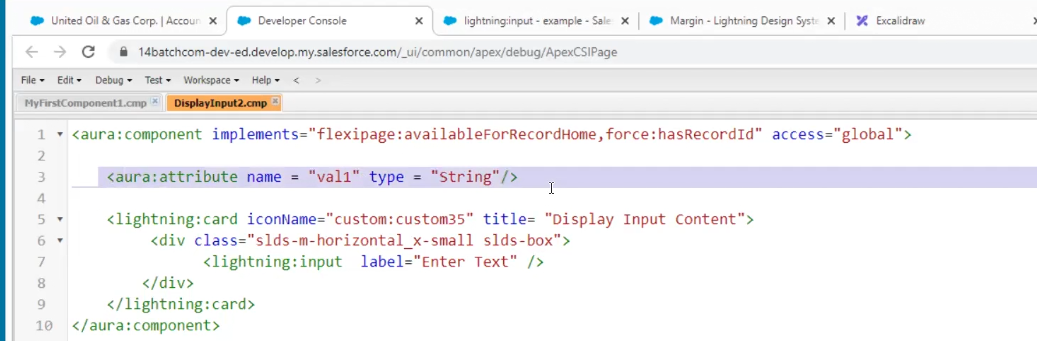 United Oil & Gas Corp. | Accoun
Developer Console
lightning:input - example - Sale
Margin - Lightning Design Syste
Excalidraw
14batchcom-dev-ed.develop.my.salesforce.com/_ui/common/apex/debug/ApexCSIPage
File Edit Debug Test Workspace Help < >
MyFirstComponent1.cmp DisplayInput2.cmp
1 <aura:component implements="flexipage:availableForRecordHome,force:hasRecordId" access="global">
2
3 <aura:attribute name = "val1" type = "String"/>
4
5 <lightning:card iconName="custom:custom35" title= "Display Input Content">
6 <div class="slds-m-horizontal_x-small slds-box">
7 <lightning:input label="Enter Text" />
8 </div>
9 </lightning:card>
10 </aura:component>